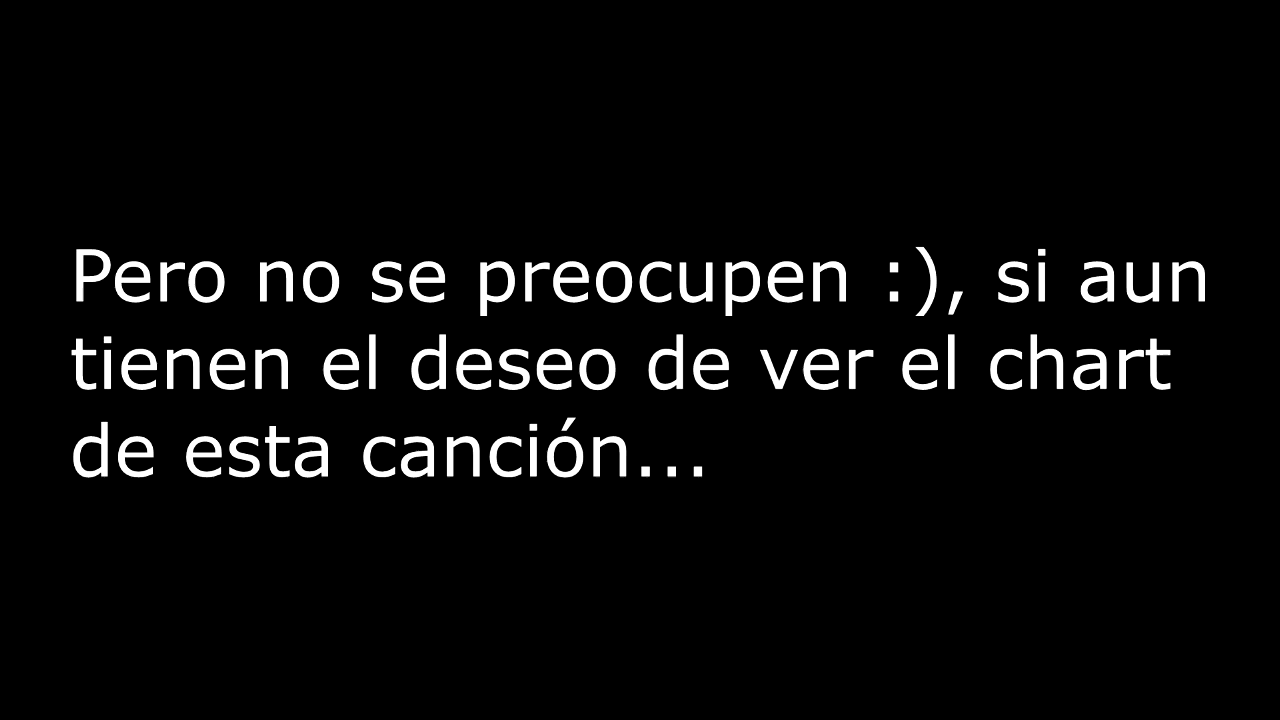 Pero no se preocupen :), si aun
tienen el deseo de ver el chart
de esta canción...